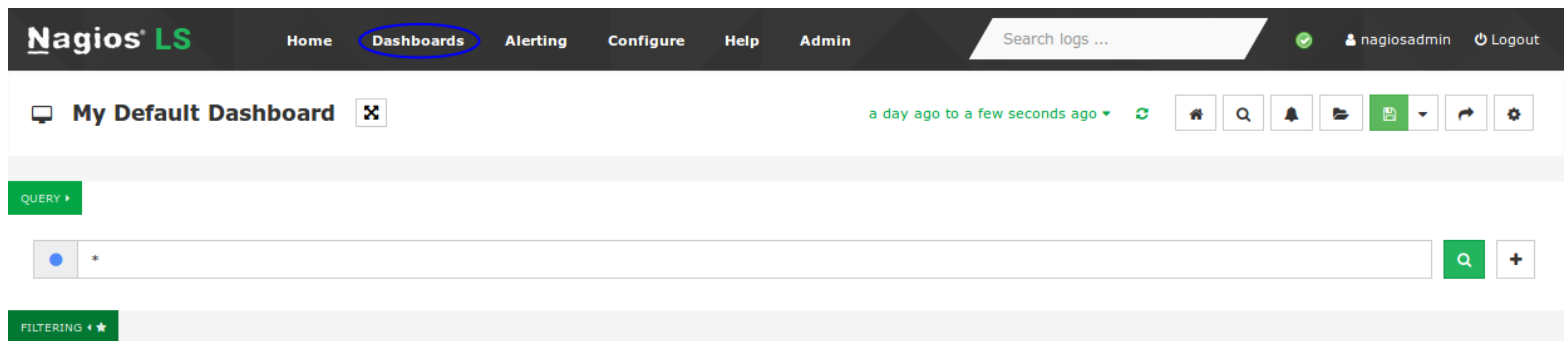 Nagios® LS Home Dashboards Alerting Configure Help Admin Search logs ... nagiosadmin Logout
My Default Dashboard a day ago to a few seconds ago
QUERY
*
FILTERING